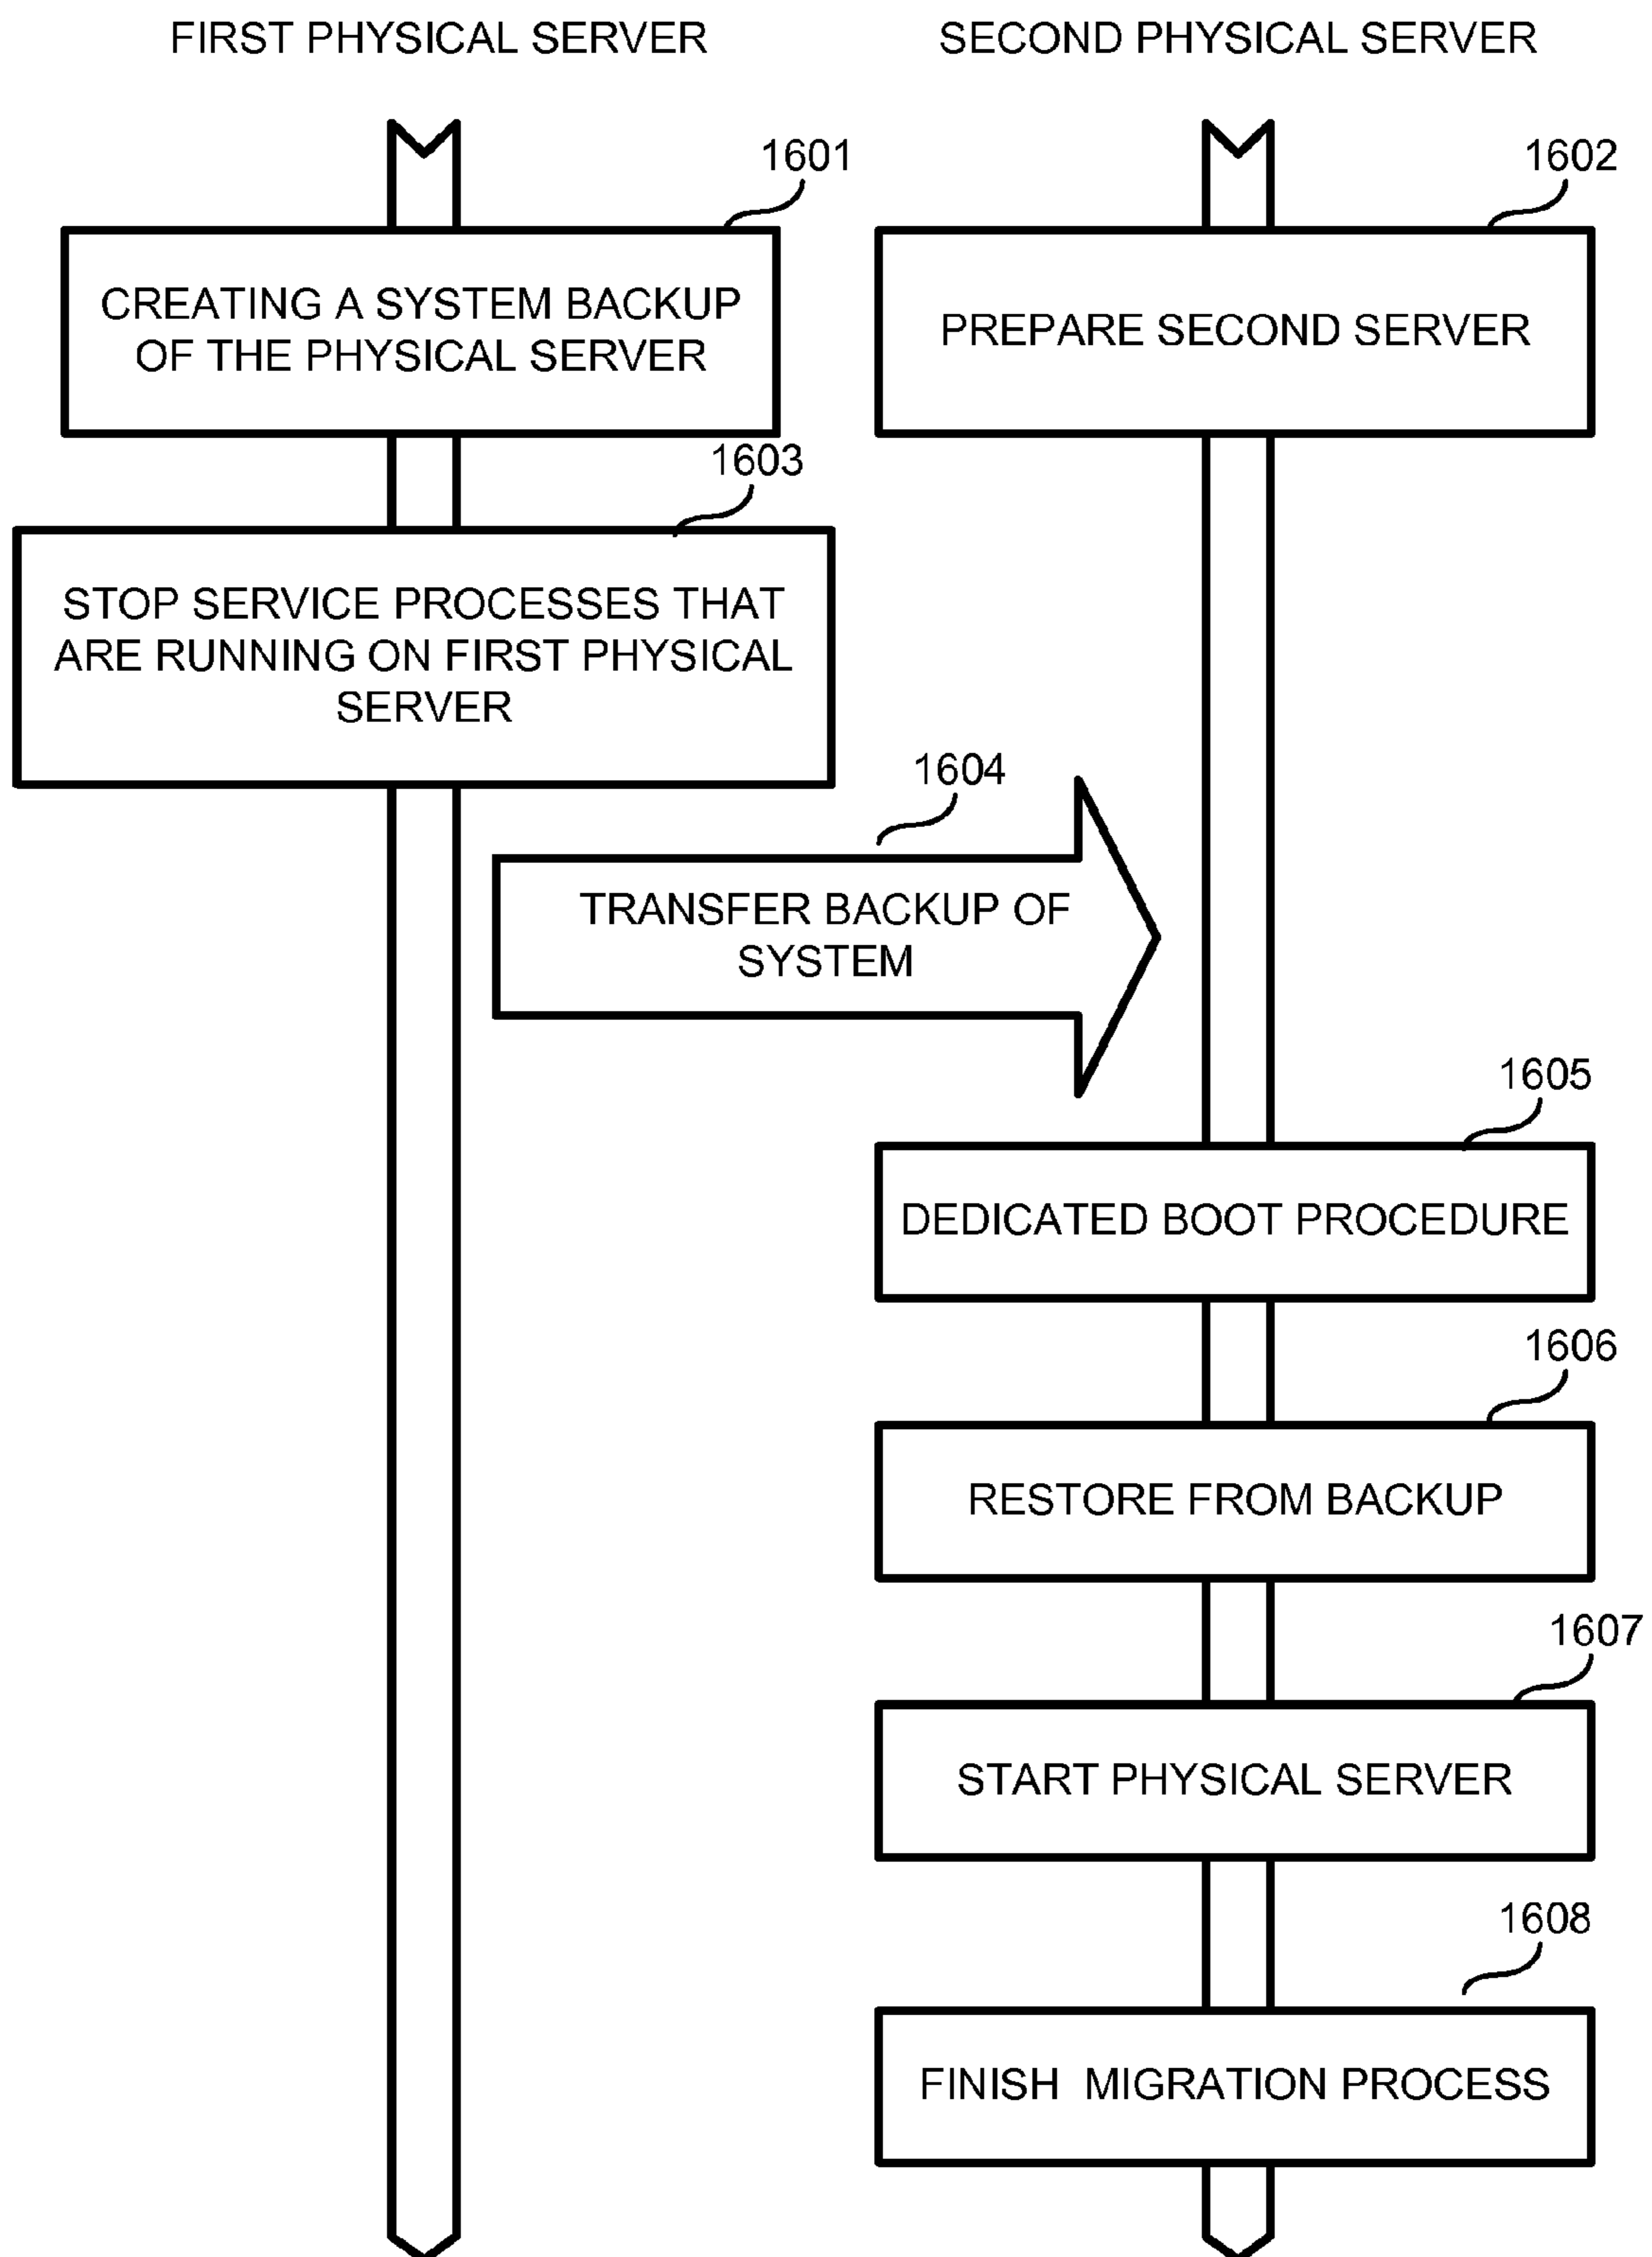 FIRST PHYSICAL SERVER
SECOND PHYSICAL SERVER
1601
1602
CREATING A SYSTEM BACKUP
OF THE PHYSICAL SERVER
PREPARE SECOND SERVER
1603
STOP SERVICE PROCESSES THAT
ARE RUNNING ON FIRST PHYSICAL
SERVER
1604
TRANSFER BACKUP OF
SYSTEM
1605
DEDICATED BOOT PROCEDURE
1606
RESTORE FROM BACKUP
1607
START PHYSICAL SERVER
1608
FINISH MIGRATION PROCESS